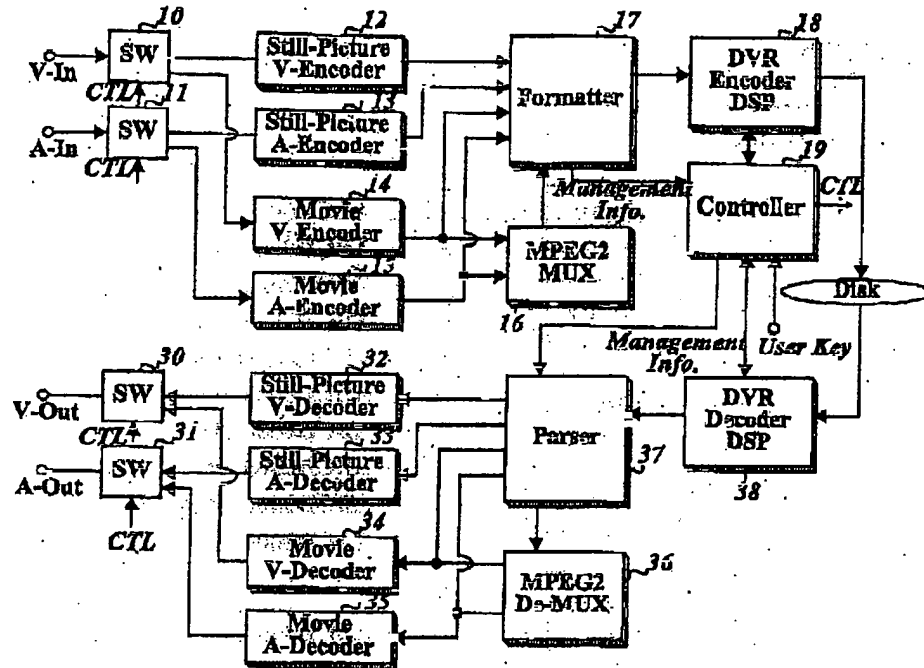 10
12
17
18
V-In
SW
Still-Picture
V-Encoder
Formatter
DVR
Encoder
DSP
CTL
11
13
A-In
SW
Still-Picture
A-Encoder
19
CTL
14
Management
Info.
Controller
CTL
Movie
V-Encoder
MPEG2
MUX
15
Movie
A-Encoder
16
Disk
Management
Info.
User Key
30
32
V-Out
SW
Still-Picture
V-Decoder
Parser
DVR
Decoder
DSP
CTL
31
33
37
A-Out
SW
Still-Picture
A-Decoder
38
CTL
34
Movie
V-Decoder
36
MPEG2
De-MUX
35
Movie
A-Decoder